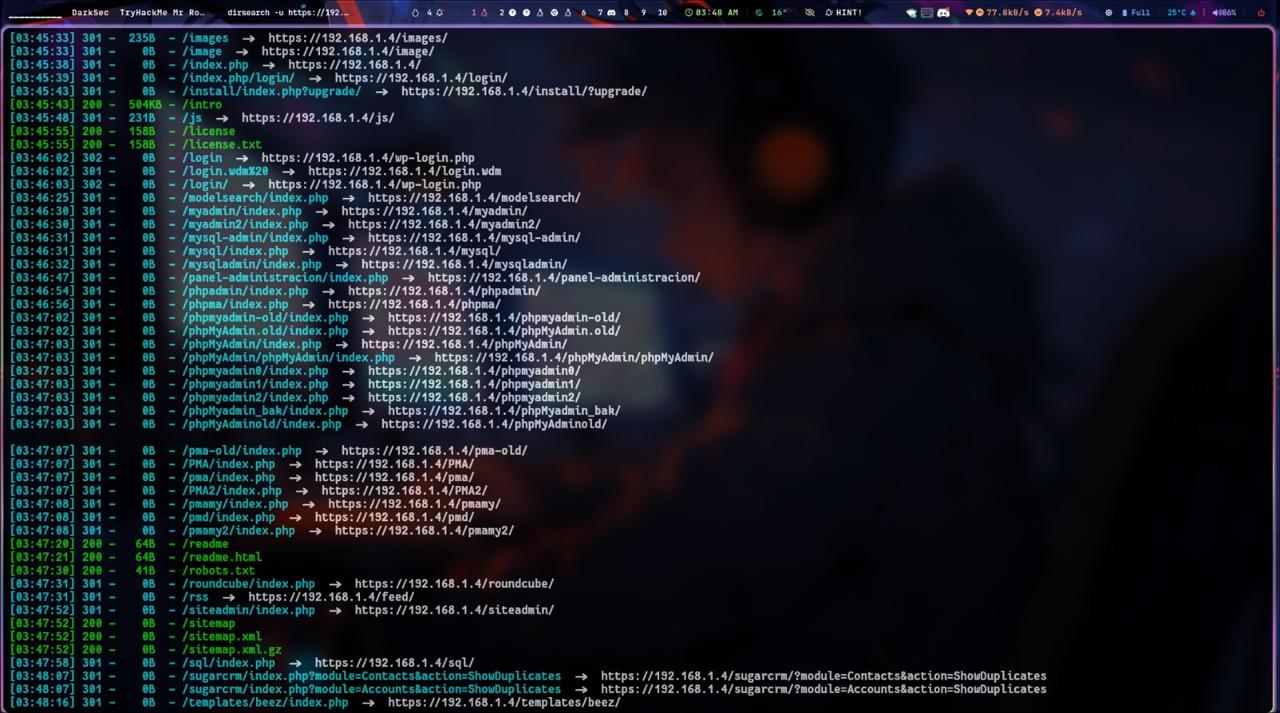 DarkSec TryHackMe Mr Ro… dirsearch -u https://192.… 4 1 2 6 7 8 9 10 03:48 AM 16° HINT! 77.8kB/s 7.4kB/s Full 25°C 6 86%
[03:45:33] 301 - 235B - /images → https://192.168.1.4/images/
[03:45:33] 301 - 0B - /image → https://192.168.1.4/image/
[03:45:38] 301 - 0B - /index.php → https://192.168.1.4/
[03:45:39] 301 - 0B - /index.php/login/ → https://192.168.1.4/login/
[03:45:43] 301 - 0B - /install/index.php?upgrade/ → https://192.168.1.4/install/?upgrade/
[03:45:43] 200 - 504KB - /intro
[03:45:48] 301 - 231B - /js → https://192.168.1.4/js/
[03:45:55] 200 - 158B - /license
[03:45:55] 200 - 158B - /license.txt
[03:46:02] 302 - 0B - /login → https://192.168.1.4/wp-login.php
[03:46:02] 301 - 0B - /login.wdm%20 → https://192.168.1.4/login.wdm
[03:46:03] 302 - 0B - /login/ → https://192.168.1.4/wp-login.php
[03:46:25] 301 - 0B - /modelsearch/index.php → https://192.168.1.4/modelsearch/
[03:46:30] 301 - 0B - /myadmin/index.php → https://192.168.1.4/myadmin/
[03:46:30] 301 - 0B - /myadmin2/index.php → https://192.168.1.4/myadmin2/
[03:46:31] 301 - 0B - /mysql-admin/index.php → https://192.168.1.4/mysql-admin/
[03:46:31] 301 - 0B - /mysql/index.php → https://192.168.1.4/mysql/
[03:46:32] 301 - 0B - /mysqladmin/index.php → https://192.168.1.4/mysqladmin/
[03:46:47] 301 - 0B - /panel-administracion/index.php → https://192.168.1.4/panel-administracion/
[03:46:54] 301 - 0B - /phpadmin/index.php → https://192.168.1.4/phpadmin/
[03:46:56] 301 - 0B - /phpma/index.php → https://192.168.1.4/phpma/
[03:47:02] 301 - 0B - /phpmyadmin-old/index.php → https://192.168.1.4/phpmyadmin-old/
[03:47:02] 301 - 0B - /phpMyAdmin.old/index.php → https://192.168.1.4/phpMyAdmin.old/
[03:47:03] 301 - 0B - /phpMyAdmin/index.php → https://192.168.1.4/phpMyAdmin/
[03:47:03] 301 - 0B - /phpMyAdmin/phpMyAdmin/index.php → https://192.168.1.4/phpMyAdmin/phpMyAdmin/
[03:47:03] 301 - 0B - /phpmyadmin0/index.php → https://192.168.1.4/phpmyadmin0/
[03:47:03] 301 - 0B - /phpmyadmin1/index.php → https://192.168.1.4/phpmyadmin1/
[03:47:03] 301 - 0B - /phpmyadmin2/index.php → https://192.168.1.4/phpmyadmin2/
[03:47:03] 301 - 0B - /phpMyadmin_bak/index.php → https://192.168.1.4/phpMyadmin_bak/
[03:47:03] 301 - 0B - /phpMyAdminold/index.php → https://192.168.1.4/phpMyAdminold/
[03:47:07] 301 - 0B - /pma-old/index.php → https://192.168.1.4/pma-old/
[03:47:07] 301 - 0B - /PMA/index.php → https://192.168.1.4/PMA/
[03:47:07] 301 - 0B - /pma/index.php → https://192.168.1.4/pma/
[03:47:07] 301 - 0B - /PMA2/index.php → https://192.168.1.4/PMA2/
[03:47:08] 301 - 0B - /pmamy/index.php → https://192.168.1.4/pmamy/
[03:47:08] 301 - 0B - /pmd/index.php → https://192.168.1.4/pmd/
[03:47:08] 301 - 0B - /pmamy2/index.php → https://192.168.1.4/pmamy2/
[03:47:20] 200 - 64B - /readme
[03:47:21] 200 - 64B - /readme.html
[03:47:30] 200 - 41B - /robots.txt
[03:47:31] 301 - 0B - /roundcube/index.php → https://192.168.1.4/roundcube/
[03:47:31] 301 - 0B - /rss → https://192.168.1.4/feed/
[03:47:52] 301 - 0B - /siteadmin/index.php → https://192.168.1.4/siteadmin/
[03:47:52] 200 - 0B - /sitemap
[03:47:52] 200 - 0B - /sitemap.xml
[03:47:52] 200 - 0B - /sitemap.xml.gz
[03:47:58] 301 - 0B - /sql/index.php → https://192.168.1.4/sql/
[03:48:07] 301 - 0B - /sugarcrm/index.php?module=Contacts&action=ShowDuplicates → https://192.168.1.4/sugarcrm/?module=Contacts&action=ShowDuplicates
[03:48:07] 301 - 0B - /sugarcrm/index.php?module=Accounts&action=ShowDuplicates → https://192.168.1.4/sugarcrm/?module=Accounts&action=ShowDuplicates
[03:48:16] 301 - 0B - /templates/beez/index.php → https://192.168.1.4/templates/beez/